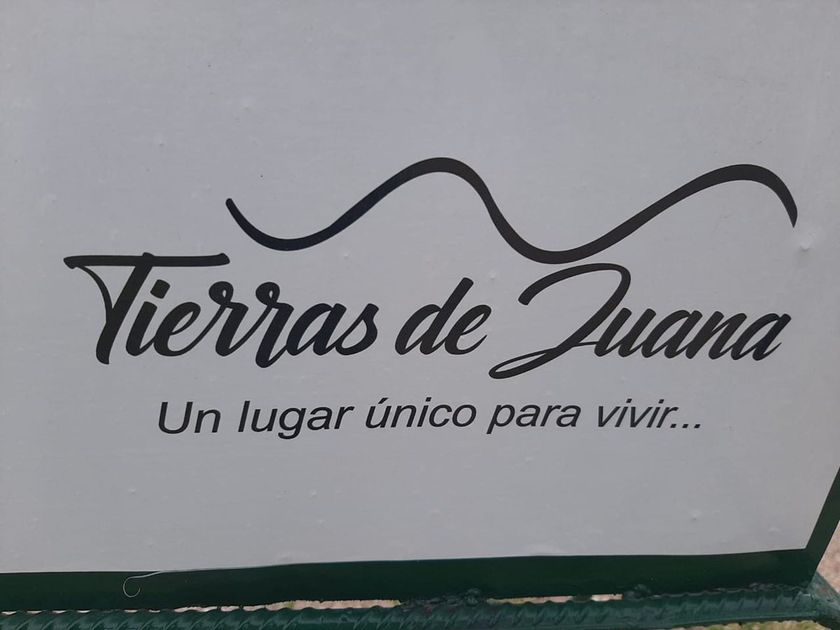 Tierras de Juana
Un lugar único para vivir...